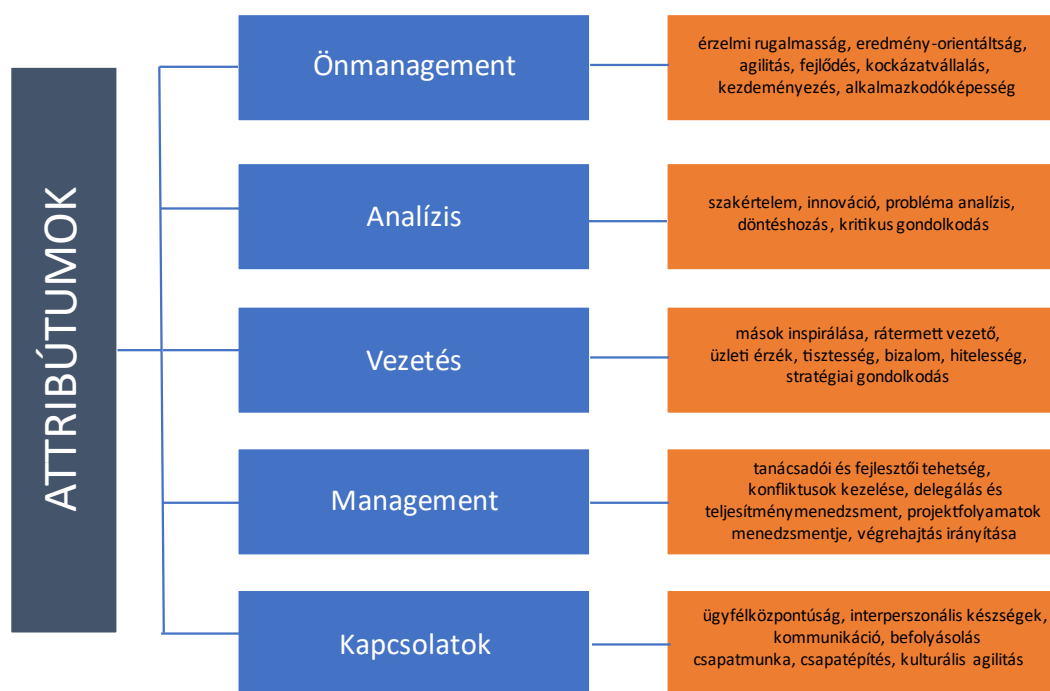 ATTRIBÚTUMOK
Önmanagement
érzelmi rugalmasság, eredmény-orientáltság,
agilitás, fejlődés, kockázatvállalás,
kezdeményezés, alkalmazkodóképesség
Analízis
szakértelem, innováció, probléma analízis,
döntéshozás, kritikus gondolkodás
Vezetés
mások inspirálása, rátermett vezető,
üzleti érzék, tisztesség, bizalom, hitelesség,
stratégiai gondolkodás
Management
tanácsadói és fejlesztői tehetség,
konfliktusok kezelése, delegálás és
teljesítménymenedzsment, projektfolyamatok
menedzsmentje, végrehajtás irányítása
Kapcsolatok
ügyfélközpontúság, interperszonális készségek,
kommunikáció, befolyásolás
csapatmunka, csapatépítés, kulturális agilitás